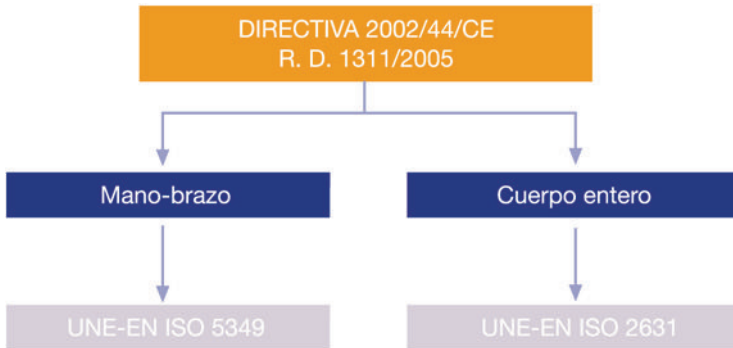 DIRECTIVA 2002/44/CE
R. D. 1311/2005
Mano-brazo
Cuerpo entero
UNE-EN ISO 5349
UNE-EN ISO 2631